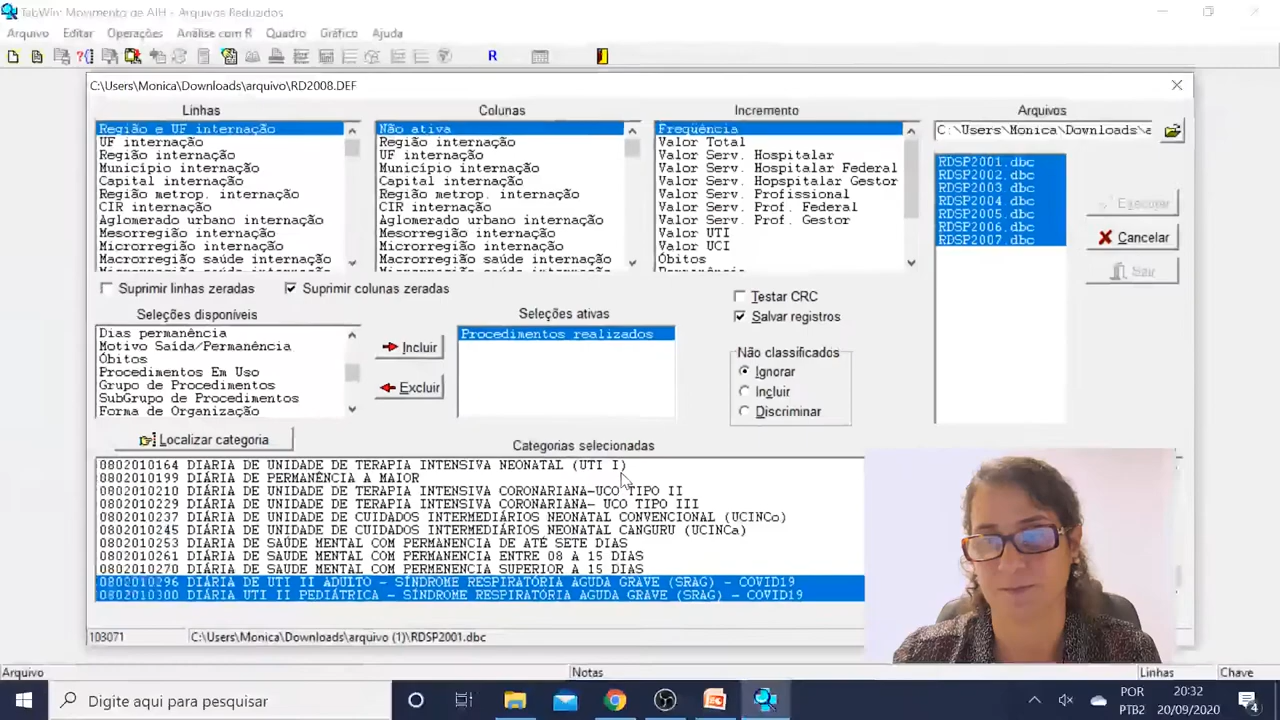 TabWin: Movimento de AIH - Arquivos Reduzidos
Arquivo Editar Operações Análise com R Quadro Gráfico Ajuda
R
C:\Users\Monica\Downloads\arquivo\RD2008.DEF
Linhas
Região e UF internação
UF internação
Região internação
Município internação
Capital internação
Região metrop. internação
CIR internação
Aglomerado urbano internação
Mesorregião internação
Microrregião internação
Macrorregião saúde internação
Colunas
Não ativa
Região internação
UF internação
Município internação
Capital internação
Região metrop. internação
CIR internação
Aglomerado urbano internação
Mesorregião internação
Microrregião internação
Macrorregião saúde internação
Incremento
Freqüência
Valor Total
Valor Serv. Hospitalar
Valor Serv. Hospitalar Federal
Valor Serv. Hopspitalar Gestor
Valor Serv. Profissional
Valor Serv. Prof. Federal
Valor Serv. Prof. Gestor
Valor UTI
Valor UCI
Óbitos
Arquivos
C:\Users\Monica\Downloads\a
RDSP2001.dbc
RDSP2002.dbc
RDSP2003.dbc
RDSP2004.dbc
RDSP2005.dbc
RDSP2006.dbc
RDSP2007.dbc
Executar
Cancelar
Sair
Suprimir linhas zeradas
Suprimir colunas zeradas
Testar CRC
Salvar registros
Seleções disponíveis
Dias permanência
Motivo Saída/Permanência
Óbitos
Procedimentos Em Uso
Grupo de Procedimentos
SubGrupo de Procedimentos
Forma de Organização
Incluir
Excluir
Seleções ativas
Procedimentos realizados
Não classificados
Ignorar
Incluir
Discriminar
Localizar categoria
Categorias selecionadas
0802010164 DIÁRIA DE UNIDADE DE TERAPIA INTENSIVA NEONATAL (UTI I)
0802010199 DIÁRIA DE PERMANÊNCIA A MAIOR
0802010210 DIÁRIA DE UNIDADE DE TERAPIA INTENSIVA CORONARIANA-UCO TIPO II
0802010229 DIÁRIA DE UNIDADE DE TERAPIA INTENSIVA CORONARIANA- UCO TIPO III
0802010237 DIÁRIA DE UNIDADE DE CUIDADOS INTERMEDIÁRIOS NEONATAL CONVENCIONAL (UCINCo)
0802010245 DIÁRIA DE UNIDADE DE CUIDADOS INTERMEDIÁRIOS NEONATAL CANGURU (UCINCa)
0802010253 DIÁRIA DE SAÚDE MENTAL COM PERMANENCIA DE ATÉ SETE DIAS
0802010261 DIARIA DE SAUDE MENTAL COM PERMANENCIA ENTRE 08 A 15 DIAS
0802010270 DIARIA DE SAUDE MENTAL COM PERMENENCIA SUPERIOR A 15 DIAS
0802010296 DIÁRIA DE UTI II ADULTO - SÍNDROME RESPIRATÓRIA AGUDA GRAVE (SRAG) - COVID19
0802010300 DIÁRIA UTI II PEDIÁTRICA - SÍNDROME RESPIRATÓRIA AGUDA GRAVE (SRAG) - COVID19
103071
C:\Users\Monica\Downloads\arquivo (1)\RDSP2001.dbc
Arquivo
Notas
Linhas
Chave
Digite aqui para pesquisar
POR
PTB2
20:32
20/09/2020
4